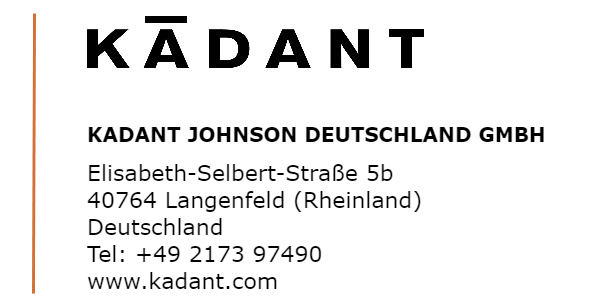 KĀDANT
KADANT JOHNSON DEUTSCHLAND GMBH
Elisabeth-Selbert-Straße 5b
40764 Langenfeld (Rheinland)
Deutschland
Tel: +49 2173 97490
www.kadant.com